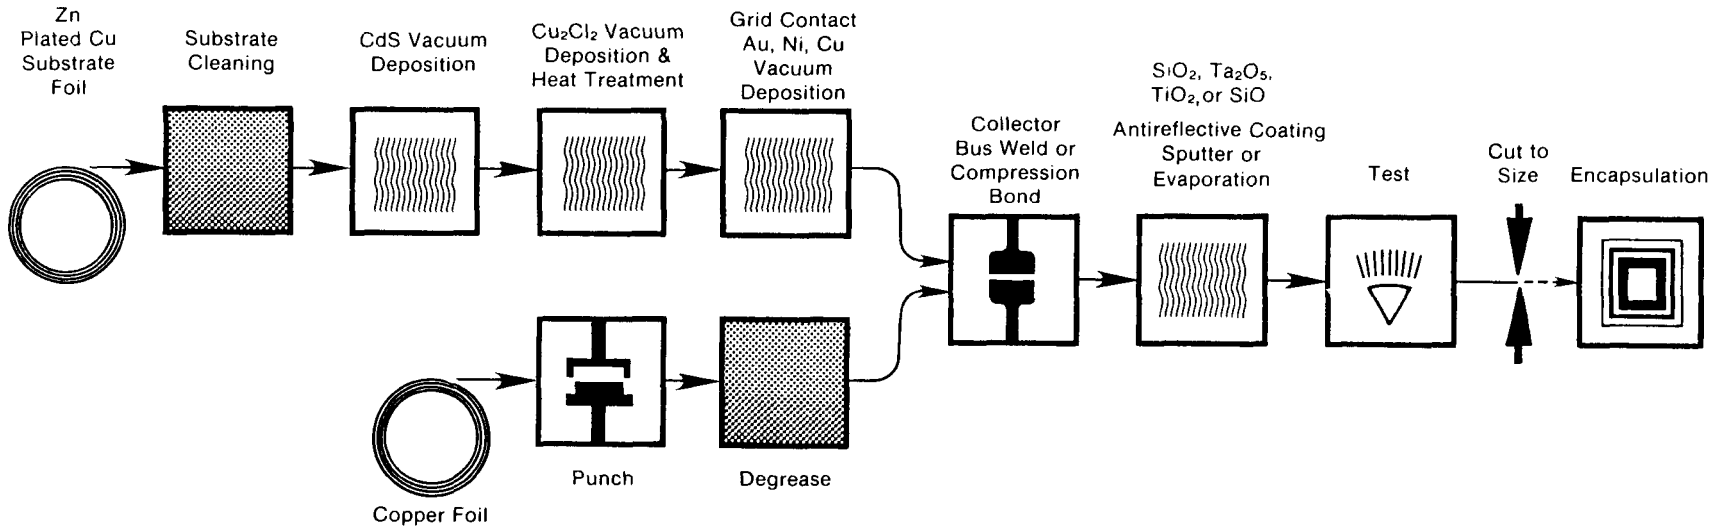 Zn
Plated Cu
Substrate
Foil
Substrate
Cleaning
CdS Vacuum
Deposition
Cu₂Cl₂ Vacuum
Deposition &
Heat Treatment
Grid Contact
Au, Ni, Cu
Vacuum
Deposition
Collector
Bus Weld or
Compression
Bond
SiO₂, Ta₂O₅,
TiO₂, or SiO
Antireflective Coating
Sputter or
Evaporation
Test
Cut to
Size
Encapsulation
Punch
Degrease
Copper Foil